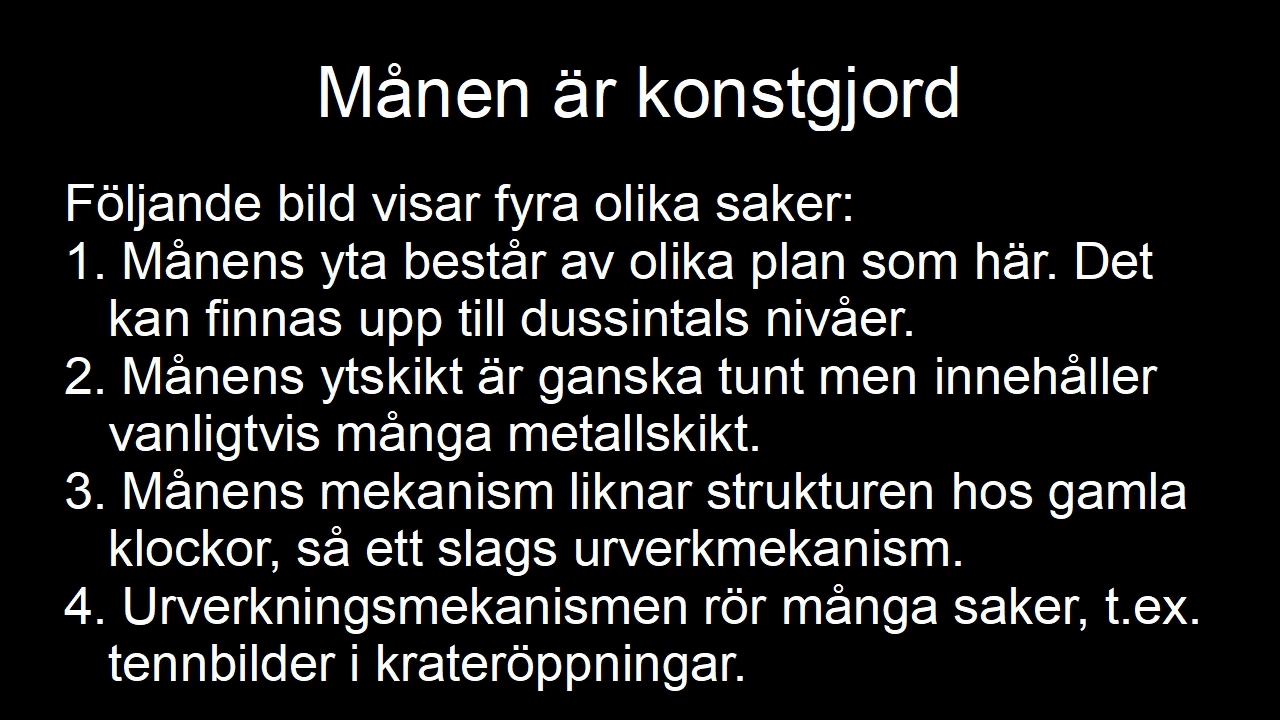 Månen är konstgjord
Följande bild visar fyra olika saker:
1. Månens yta består av olika plan som här. Det
kan finnas upp till dussintals nivåer.
2. Månens ytskikt är ganska tunt men innehåller
vanligtvis många metallskikt.
3. Månens mekanism liknar strukturen hos gamla
klockor, så ett slags urverkmekanism.
4. Urverkningsmekanismen rör många saker, t.ex.
tennbilder i krateröppningar.